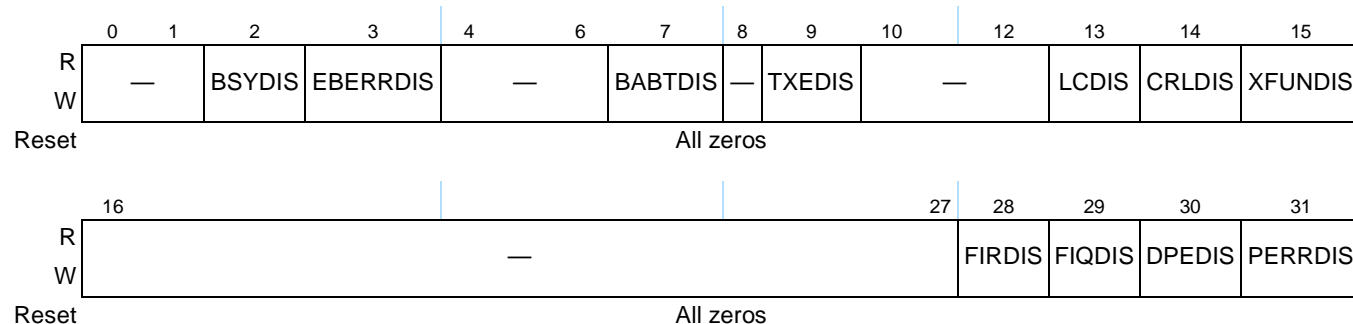 0 1 2 3 4 6 7 8 9 10 12 13 14 15
R
W
— BSYDIS EBERRDIS — BABTDIS — TXEDIS — LCDIS CRLDIS XFUNDIS
Reset All zeros
16 27 28 29 30 31
R
W
— FIRDIS FIQDIS DPEDIS PERRDIS
Reset All zeros